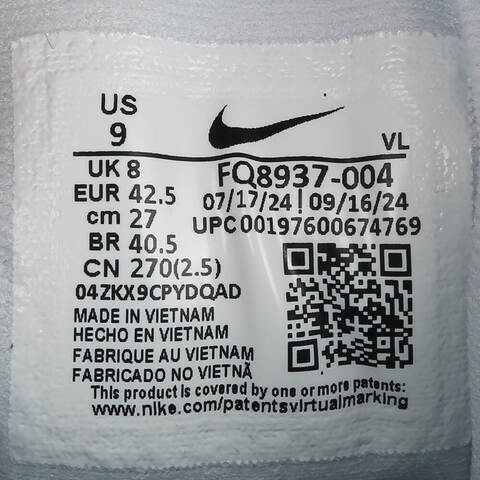 US
9
VL
UK 8
EUR 42.5
cm 27
BR 40.5
CN 270(2.5)
FQ8937-004
07/17/24 | 09/16/24
UPC 00197600674769
04ZKX9CPYDQAD
MADE IN VIETNAM
HECHO EN VIETNAM
FABRIQUE AU VIETNAM
FABRICADO NO VIETNÃ
This product is covered by one or more patents:
www.nike.com/patentsvirtualmarking